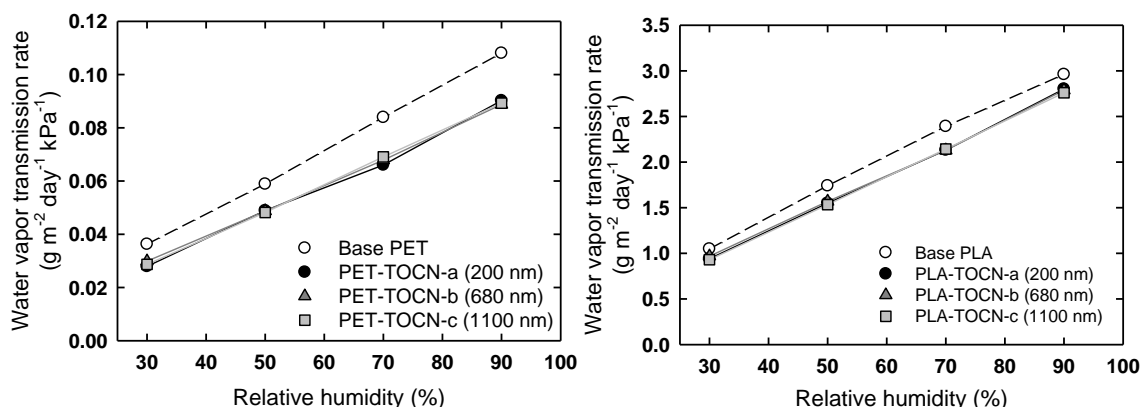 Water vapor transmission rate
(g m-2 day-1 kPa-1)
0.12
0.10
0.08
0.06
0.04
0.02
0.00
Base PET
PET-TOCN-a (200 nm)
PET-TOCN-b (680 nm)
PET-TOCN-c (1100 nm)
30 40 50 60 70 80 90 100
Relative humidity (%)
Water vapor transmission rate
(g m-2 day-1 kPa-1)
3.5
3.0
2.5
2.0
1.5
1.0
0.5
0.0
Base PLA
PLA-TOCN-a (200 nm)
PLA-TOCN-b (680 nm)
PLA-TOCN-c (1100 nm)
30 40 50 60 70 80 90 100
Relative humidity (%)